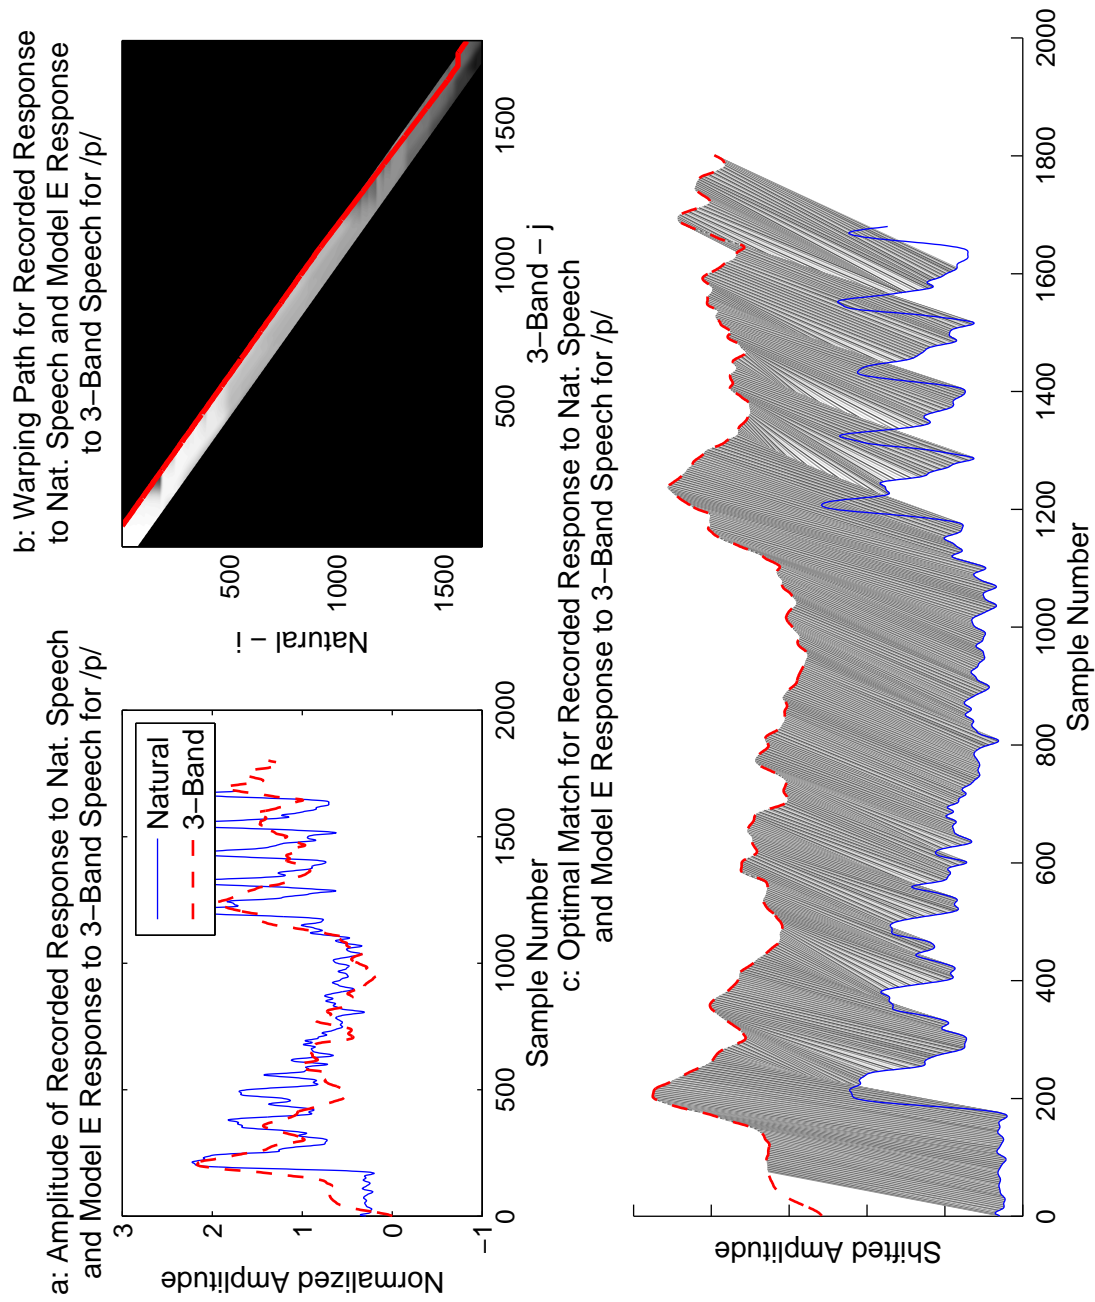 a: Amplitude of Recorded Response to Nat. Speech
and Model E Response to 3–Band Speech for /p/
Normalized Amplitude
3
2
1
0
−1
Natural
3–Band
0
500
1000
1500
2000
Sample Number
b: Warping Path for Recorded Response
to Nat. Speech and Model E Response
to 3–Band Speech for /p/
Natural – i
500
1000
1500
500
1000
1500
3–Band – j
c: Optimal Match for Recorded Response to Nat. Speech
and Model E Response to 3–Band Speech for /p/
Shifted Amplitude
0
200
400
600
800
1000
1200
1400
1600
1800
2000
Sample Number